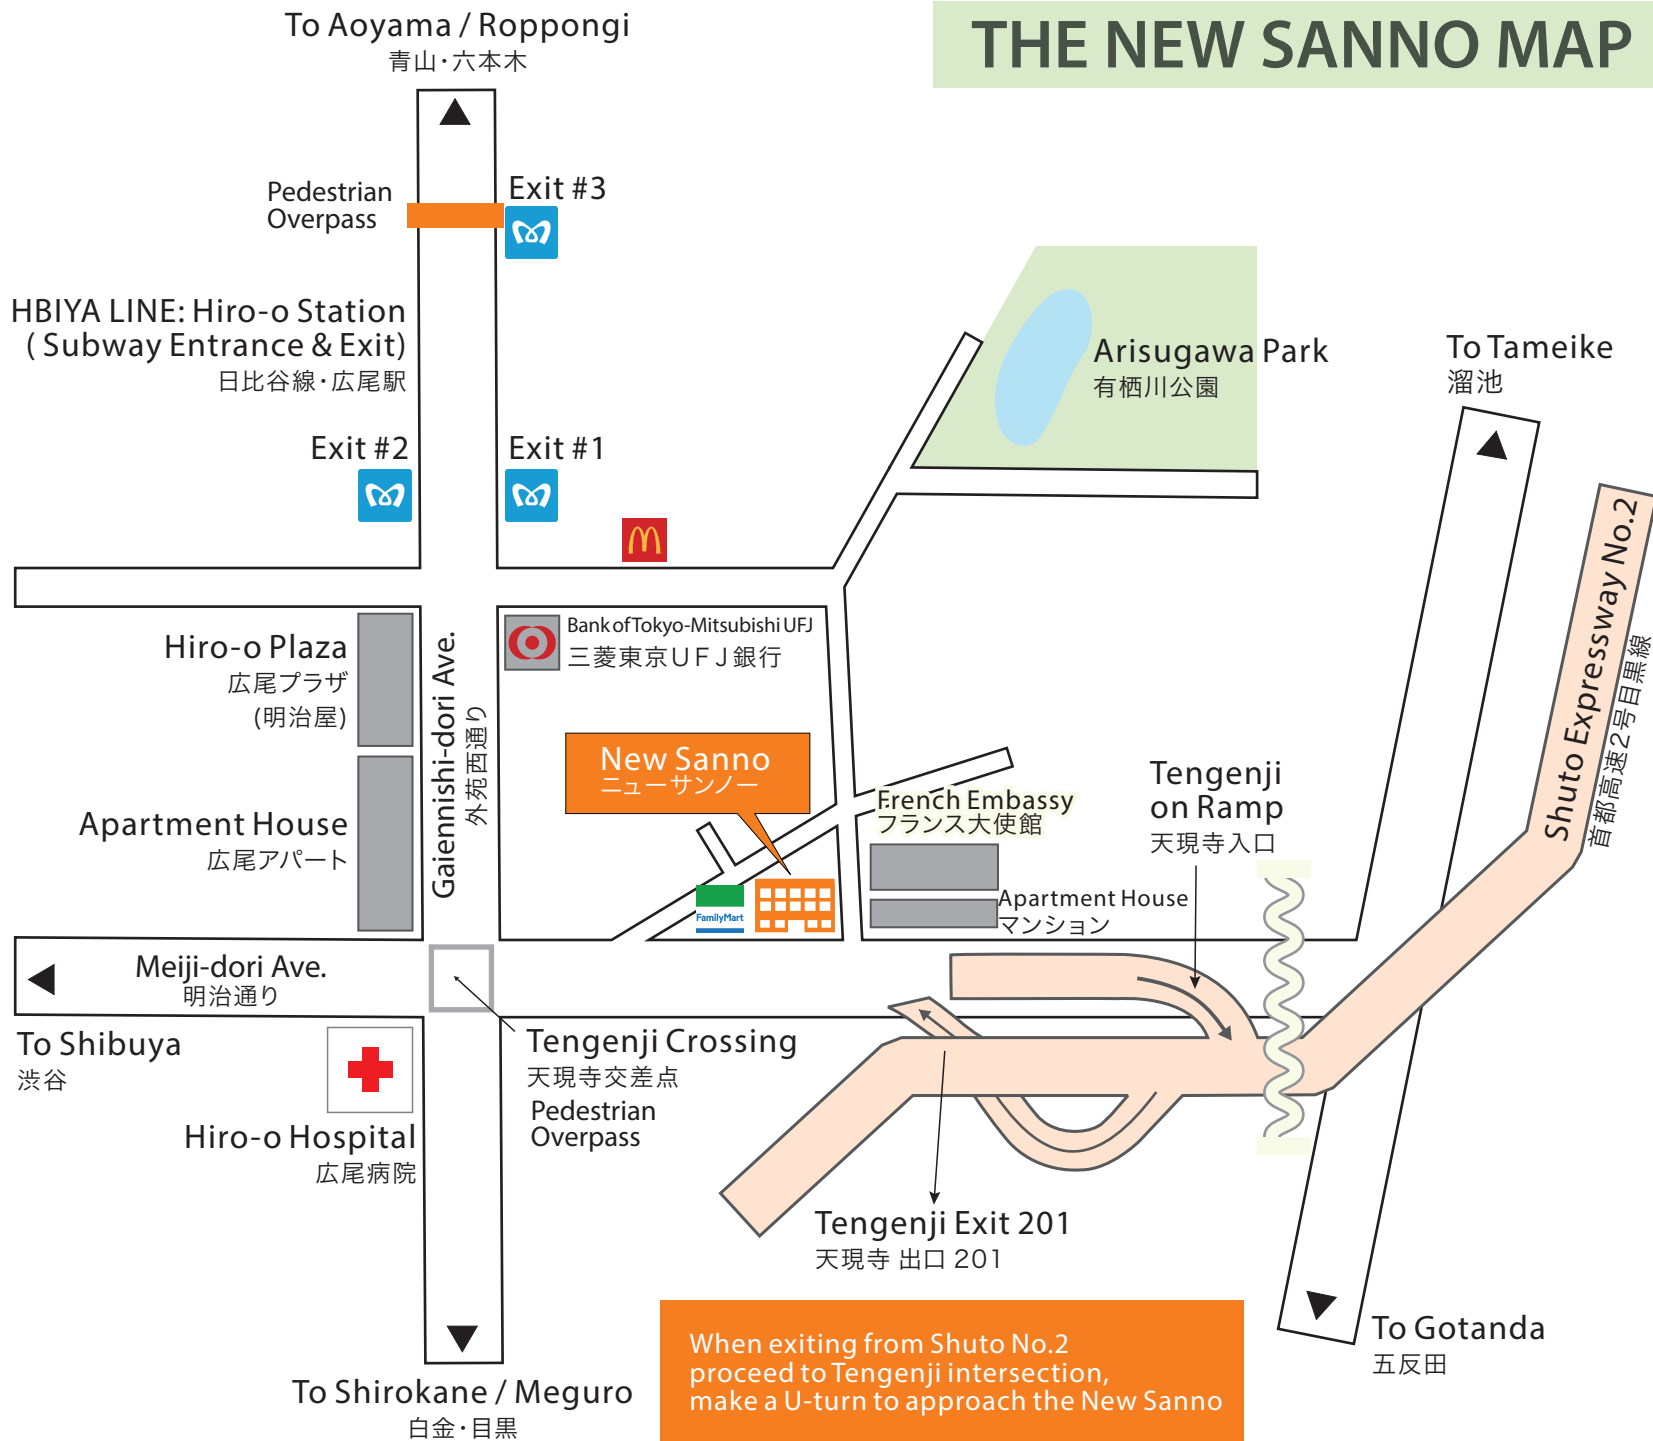 THE NEW SANNO MAP
To Aoyama / Roppongi
青山・六本木
Pedestrian
Overpass
Exit #3
HBIYA LINE: Hiro-o Station
( Subway Entrance & Exit)
日比谷線・広尾駅
Exit #2
Exit #1
Arisugawa Park
有栖川公園
To Tameike
溜池
Shuto Expressway No.2
首都高速2号目黒線
Hiro-o Plaza
広尾プラザ
(明治屋)
Bank of Tokyo-Mitsubishi UFJ
三菱東京UFJ銀行
Gaiennishi-dori Ave.
外苑西通り
New Sanno
ニューサンノー
Apartment House
広尾アパート
French Embassy
フランス大使館
Tengenji
on Ramp
天現寺入口
FamilyMart
Apartment House
マンション
Meiji-dori Ave.
明治通り
To Shibuya
渋谷
Tengenji Crossing
天現寺交差点
Pedestrian
Overpass
Hiro-o Hospital
広尾病院
Tengenji Exit 201
天現寺 出口 201
To Gotanda
五反田
When exiting from Shuto No.2
proceed to Tengenji intersection,
make a U-turn to approach the New Sanno
To Shirokane / Meguro
白金・目黒